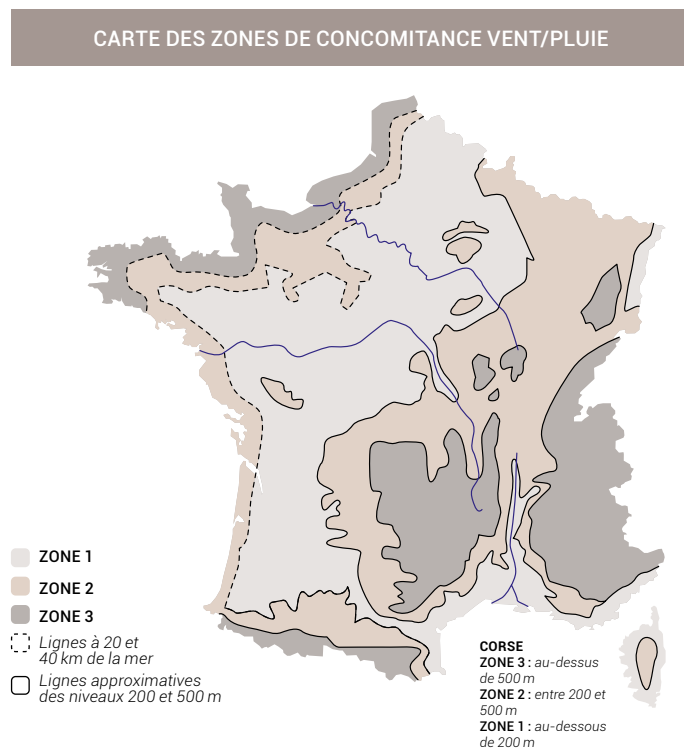 CARTE DES ZONES DE CONCOMITANCE VENT/PLUIE
ZONE 1
ZONE 2
ZONE 3
Lignes à 20 et
40 km de la mer
Lignes approximatives
des niveaux 200 et 500 m
CORSE
ZONE 3 : au-dessus
de 500 m
ZONE 2 : entre 200 et
500 m
ZONE 1 : au-dessous
de 200 m